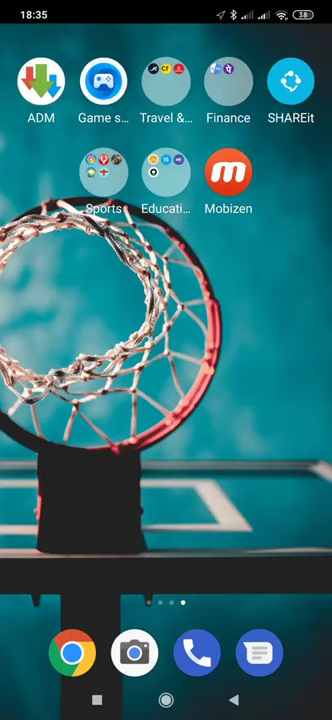 18:35
38
ADM
Game s...
Travel &...
Finance
SHAREit
Sports
Educati...
Mobizen